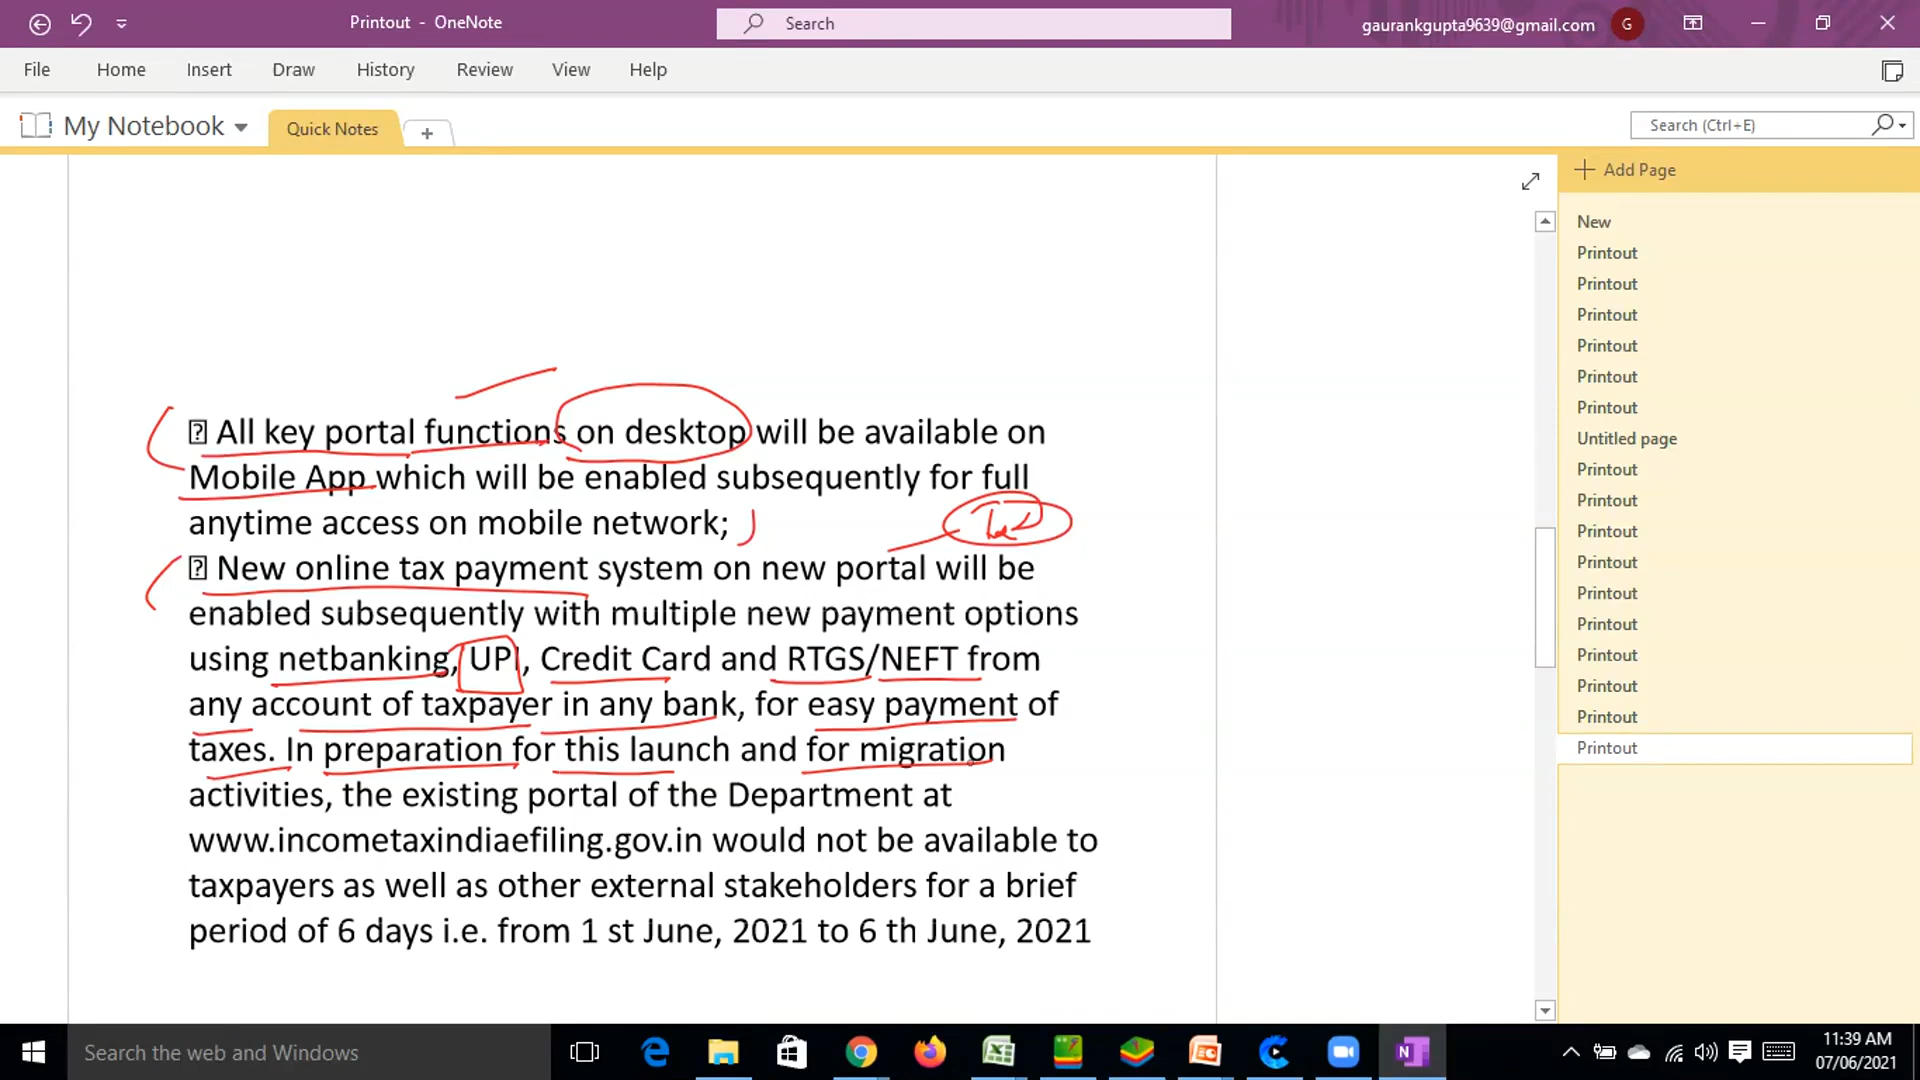 Printout - OneNote
Search
gaurankgupta9639@gmail.com
G
File
Home
Insert
Draw
History
Review
View
Help
My Notebook
Quick Notes
Search (Ctrl+E)
Add Page
New
Printout
Printout
Printout
Printout
Printout
Printout
Untitled page
Printout
Printout
Printout
Printout
Printout
Printout
Printout
Printout
Printout
Printout
All key portal functions on desktop will be available on
Mobile App which will be enabled subsequently for full
anytime access on mobile network;
New online tax payment system on new portal will be
enabled subsequently with multiple new payment options
using netbanking, UPI, Credit Card and RTGS/NEFT from
any account of taxpayer in any bank, for easy payment of
taxes. In preparation for this launch and for migration
activities, the existing portal of the Department at
www.incometaxindiaefiling.gov.in would not be available to
taxpayers as well as other external stakeholders for a brief
period of 6 days i.e. from 1 st June, 2021 to 6 th June, 2021
Search the web and Windows
11:39 AM
07/06/2021